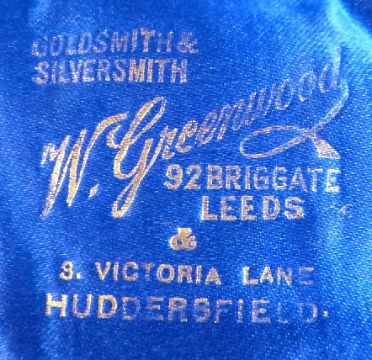 GOLDSMITH &
SILVERSMITH
W. Greenwood
92 BRIGGATE
LEEDS
&
3. VICTORIA LANE
HUDDERSFIELD.